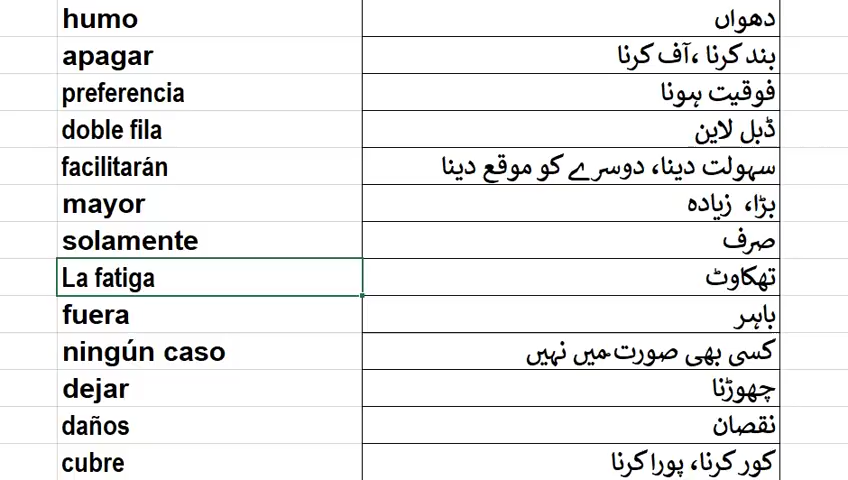 humo دھواں
apagar بند کرنا ،آف کرنا
preferencia فوقیت ہونا
doble fila ڈبل لاین
facilitarán سہولت دینا، دوسرے کو موقع دینا
mayor بڑا، زیادہ
solamente صرف
La fatiga تھکاوٹ
fuera باہر
ningún caso کسی بھی صورت میں نہیں
dejar چھوڑنا
daños نقصان
cubre کور کرنا، پورا کرنا